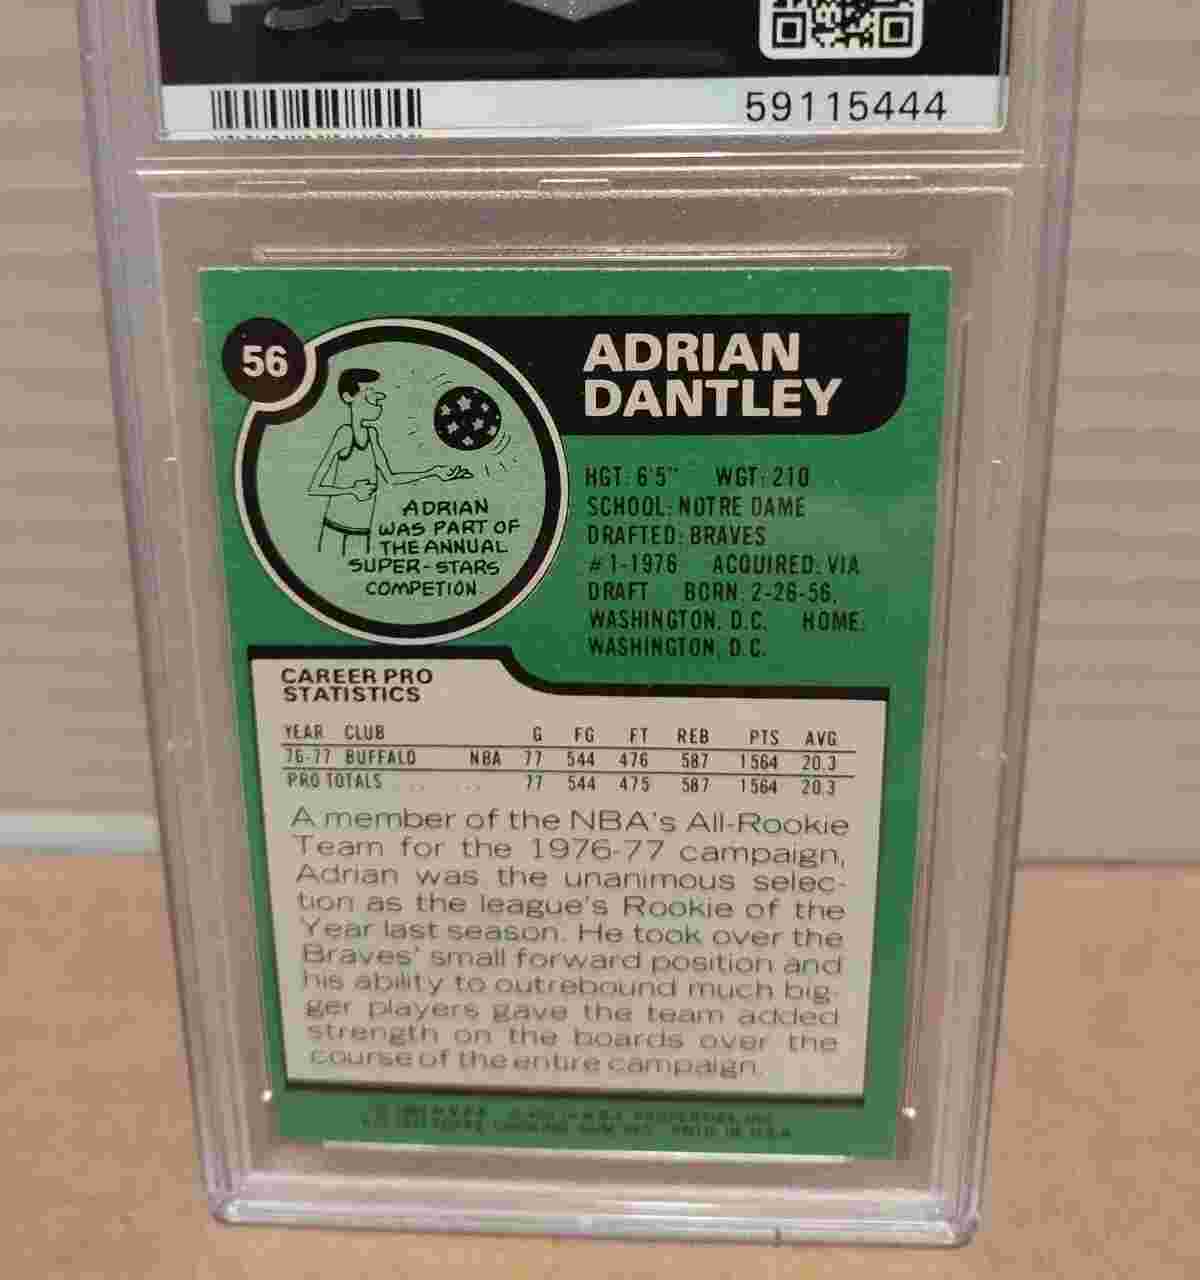 59115444
56
ADRIAN
DANTLEY
ADRIAN
WAS PART OF
THE ANNUAL
SUPER-STARS
COMPETION.
HGT: 6'5" WGT: 210
SCHOOL: NOTRE DAME
DRAFTED: BRAVES
#1-1976 ACQUIRED: VIA
DRAFT BORN: 2-28-56,
WASHINGTON, D.C. HOME:
WASHINGTON, D.C.
CAREER PRO
STATISTICS
YEAR CLUB G FG FT REB PTS AVG
76-77 BUFFALO NBA 77 544 476 587 1564 20.3
PRO TOTALS 77 544 475 587 1564 20.3
A member of the NBA's All-Rookie
Team for the 1976-77 campaign,
Adrian was the unanimous selec-
tion as the league's Rookie of the
Year last season. He took over the
Braves' small forward position and
his ability to outrebound much big-
ger players gave the team added
strength on the boards over the
course of the entire campaign.